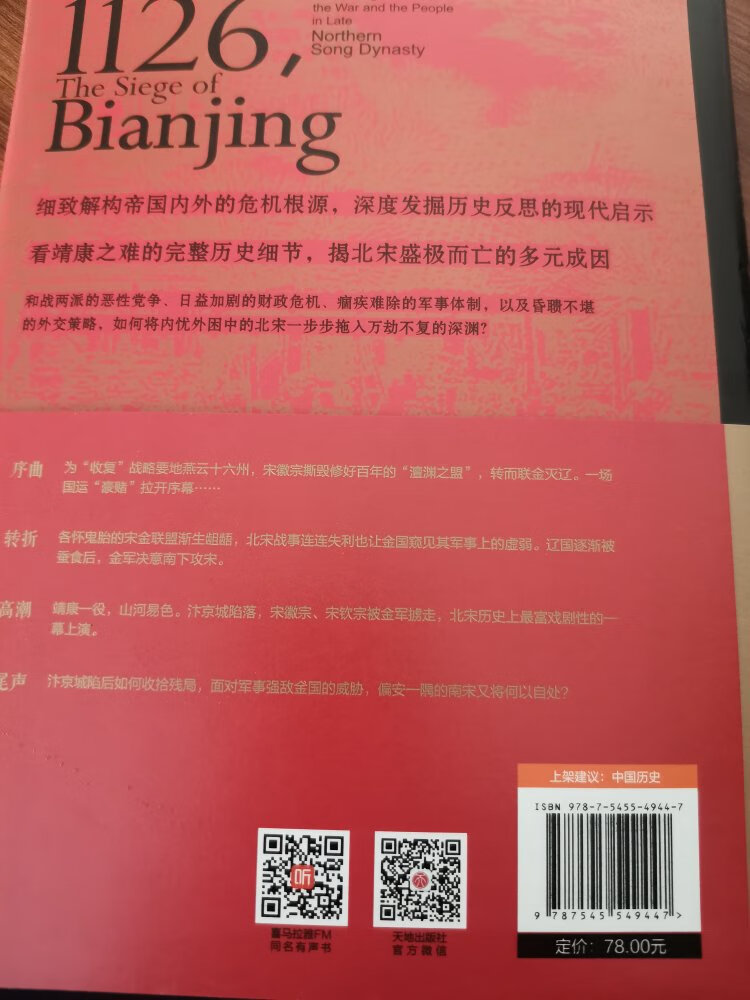 1126,
the War and the People
in Late
Northern
Song Dynasty
The Siege of
Bianjing
细致解构帝国内外的危机根源，深度发掘历史反思的现代启示
看靖康之难的完整历史细节，揭北宋盛极而亡的多元成因
和战两派的恶性党争、日益加剧的财政危机、痼疾难除的军事体制，以及昏聩不堪
的外交策略，如何将内忧外困中的北宋一步步拖入万劫不复的深渊？
序曲 为“收复”战略要地燕云十六州，宋徽宗撕毁修好百年的“澶渊之盟”，转而联金灭辽。一场
国运“豪赌”拉开序幕……
转折 各怀鬼胎的宋金联盟渐生龃龉，北宋战事连连失利也让金国窥见其军事上的虚弱。辽国逐渐被
蚕食后，金军决意南下攻宋。
高潮 靖康一役，山河易色。汴京城陷落，宋徽宗、宋钦宗被金军掳走，北宋历史上最富戏剧性的一
幕上演。
尾声 汴京城陷后如何收拾残局，面对军事强敌金国的威胁，偏安一隅的南宋又将何以自处？
上架建议：中国历史
ISBN 978-7-5455-4944-7
9 787545 549447 >
定价：78.00元
听
喜马拉雅FM
同名有声书
天地出版社
官方微信